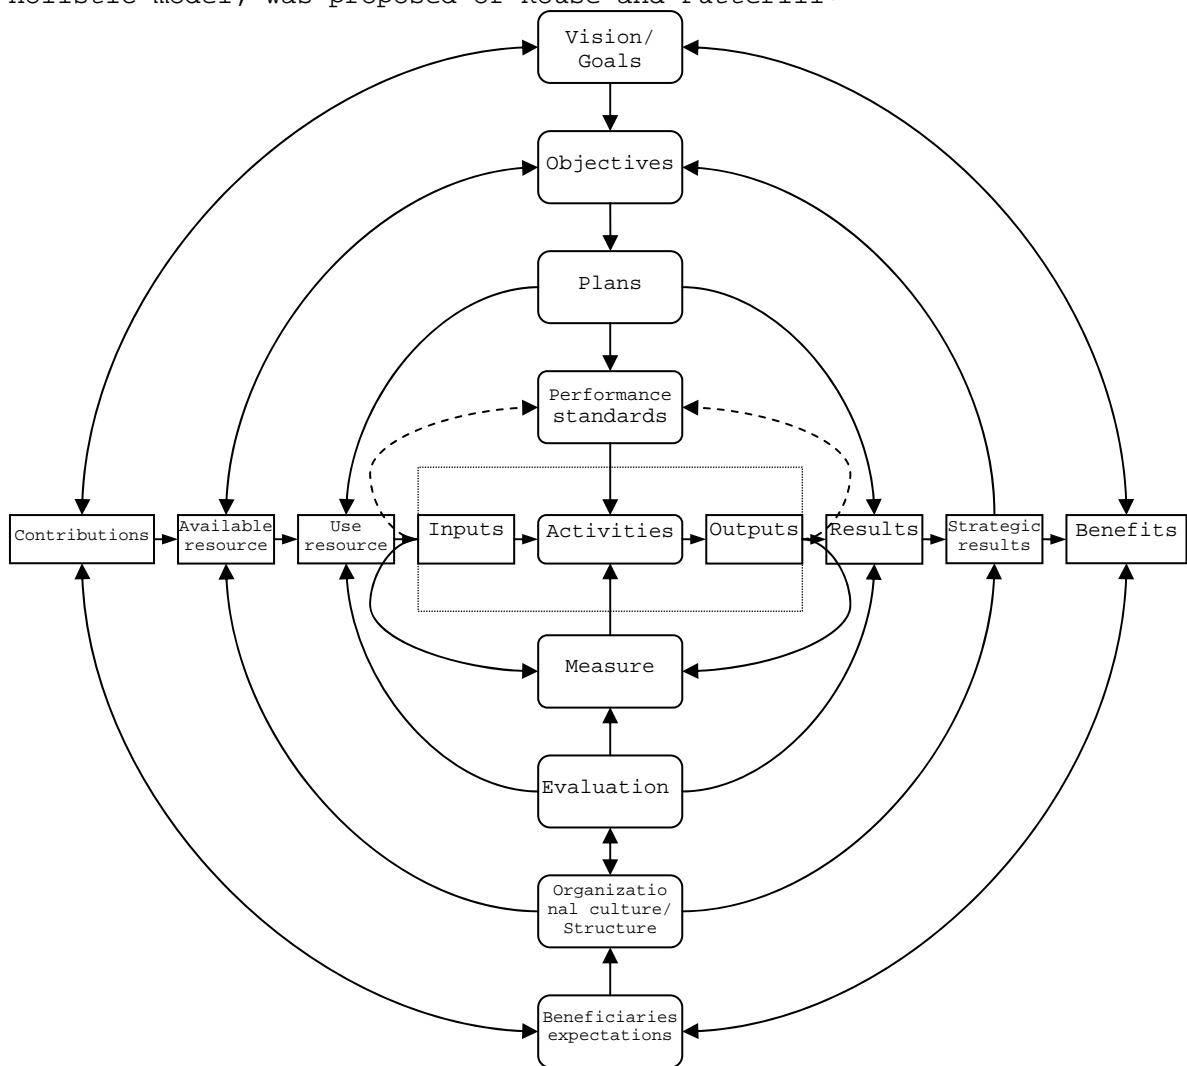 holistic model, was proposed of Rouse and Putterill.
Vision/
Goals
Objectives
Plans
Performance
standards
Contributions
Available
resource
Use
resource
Inputs
Activities
Outputs
Results
Strategic
results
Benefits
Measure
Evaluation
Organizatio
nal culture/
Structure
Beneficiaries
expectations